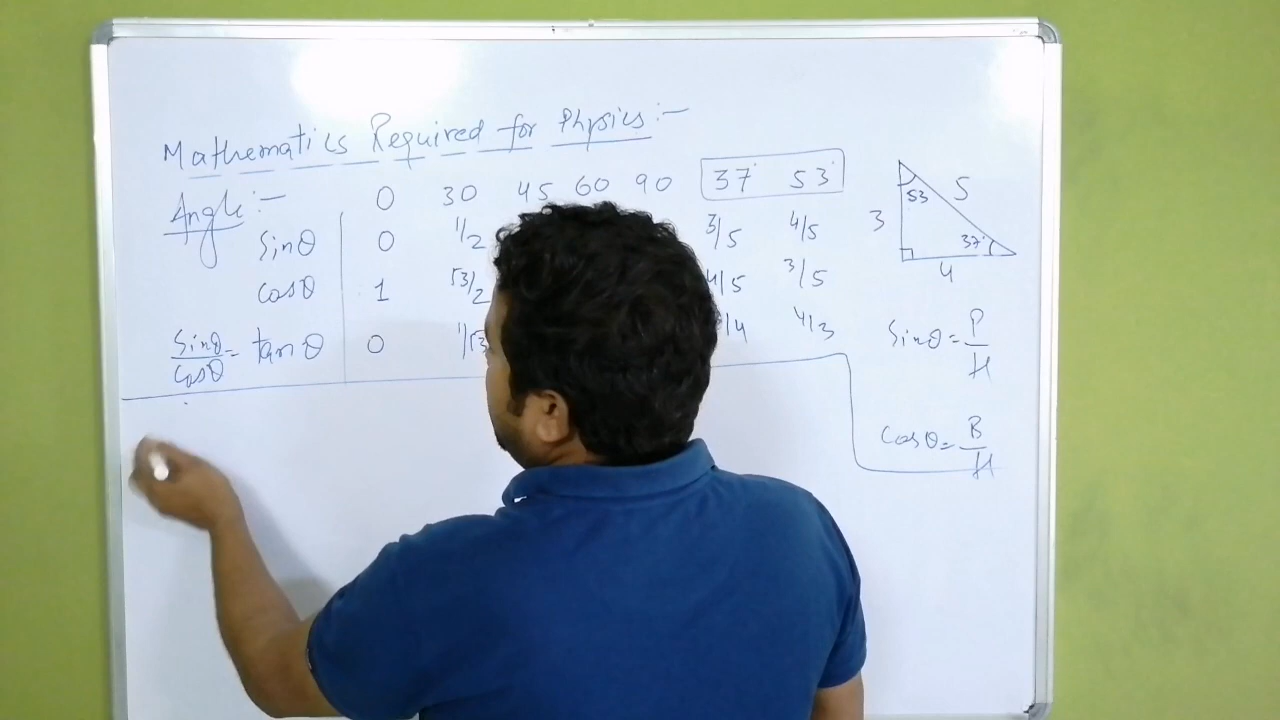 Mathematics Required for Physics:-
Angle:- 0 30 45 60 90 37° 53°
Sinθ 0 1/2 3/5 4/5
Cosθ 1 √3/2 4/5 3/5
Sinθ/Cosθ = tanθ 0 1/√3 /4 4/3
53 5
3 37°
4
Sinθ = P/H
Cosθ = B/H